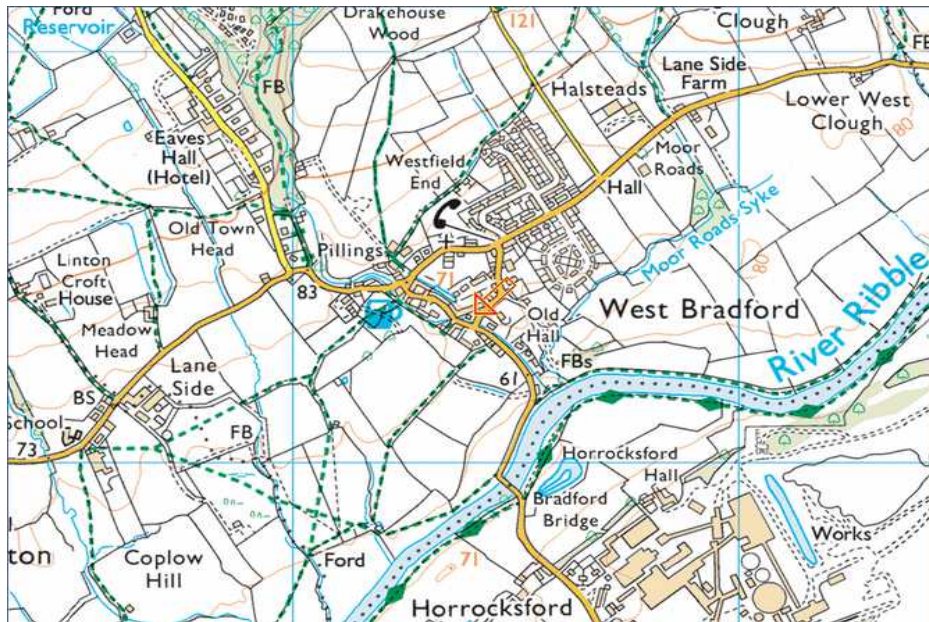 Ford
Reservoir
Drakehouse
Wood
121
Clough
FB
FB
Halsteads
Lane Side
Farm
Lower West
Clough
80
Eaves
Hall
(Hotel)
Westfield
End
Moor
Roads
Hall
Old Town
Head
Pillings
Moor Roads Syke
80
Linton
Croft
House
83
71
Old
Hall
West Bradford
River Ribble
Meadow
Head
Lane
Side
61
FBs
BS
School
73
FB
Horrocksford
Hall
Bradford
Bridge
Works
ton
Coplow
Hill
Ford
71
Horrocksford